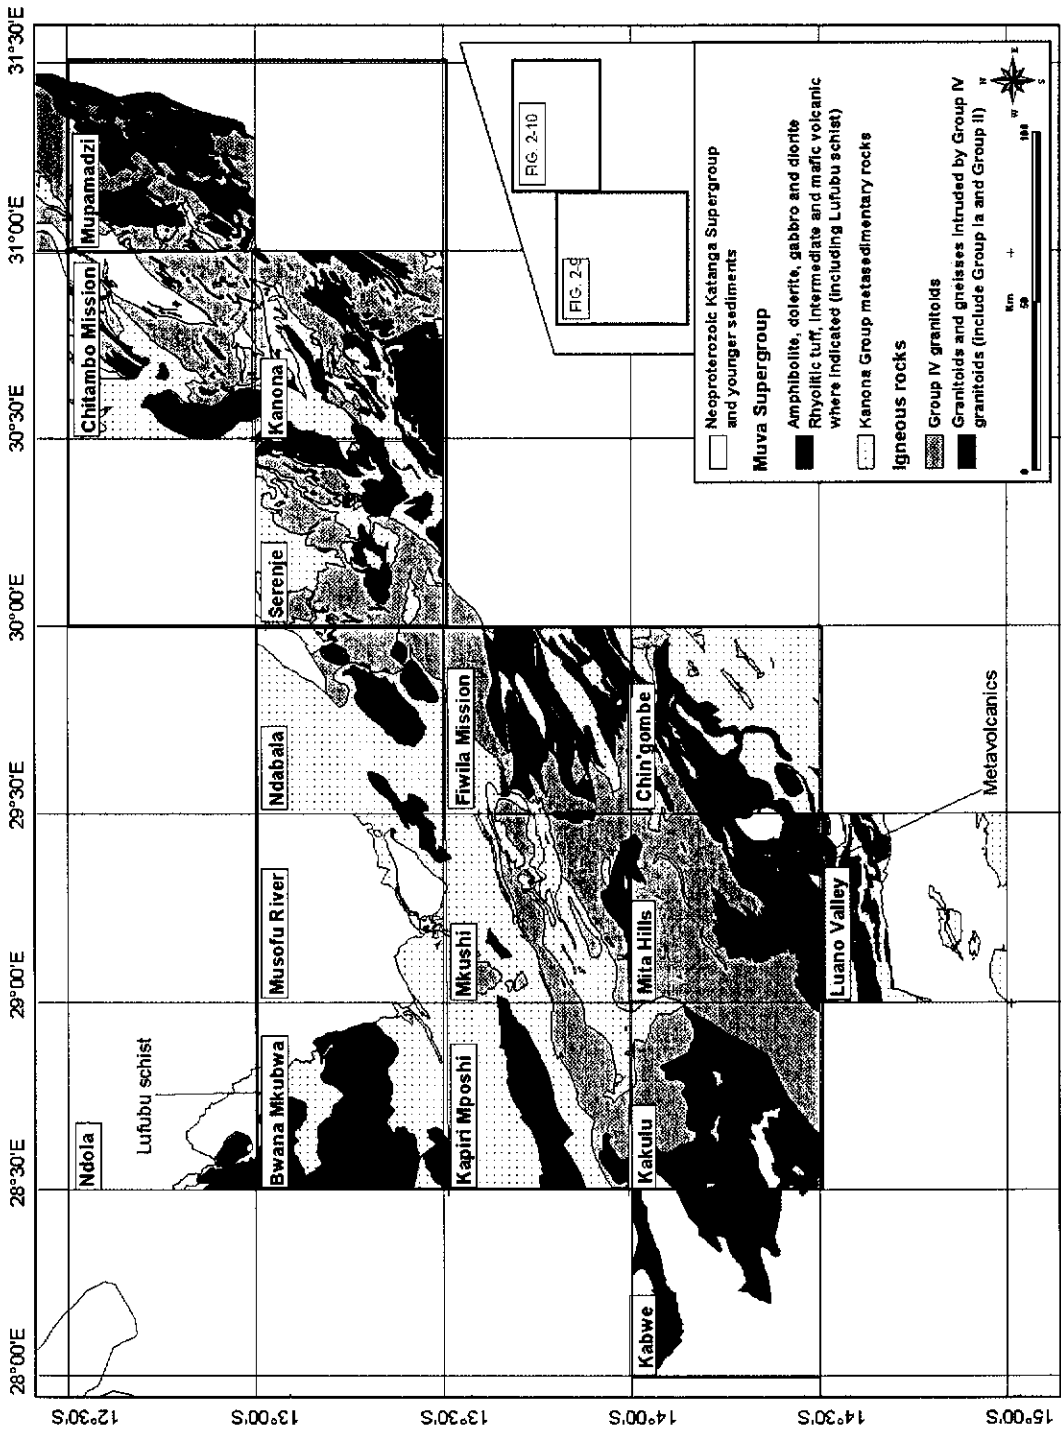 28°00'E
28°30'E
29°00'E
29°30'E
30°00'E
30°30'E
31°00'E
31°30'E
12°30'S
13°00'S
13°30'S
14°00'S
14°30'S
15°00'S
Ndola
Lufubu schist
Chitambo Mission
Mupamadzi
Bwana Mkubwa
Musofu River
Ndabala
Serenje
Kanona
Kapiri Mposhi
Mkushi
Fiwila Mission
Kabwe
Kakulu
Mita Hills
Chin'gombe
Luano Valley
Metavolcanics
FIG. 2-9
FIG. 2-10
Neoproterozoic Katanga Supergroup
and younger sediments
Muva Supergroup
Amphibolite, dolerite, gabbro and diorite
Rhyolitic tuff, intermediate and mafic volcanic
where indicated (including Lufubu schist)
Kanona Group metasedimentary rocks
Igneous rocks
Group IV granitoids
Granitoids and gneisses intruded by Group IV
granitoids (include Group Ia and Group II)
Km
0
50
100
N
E
S
W